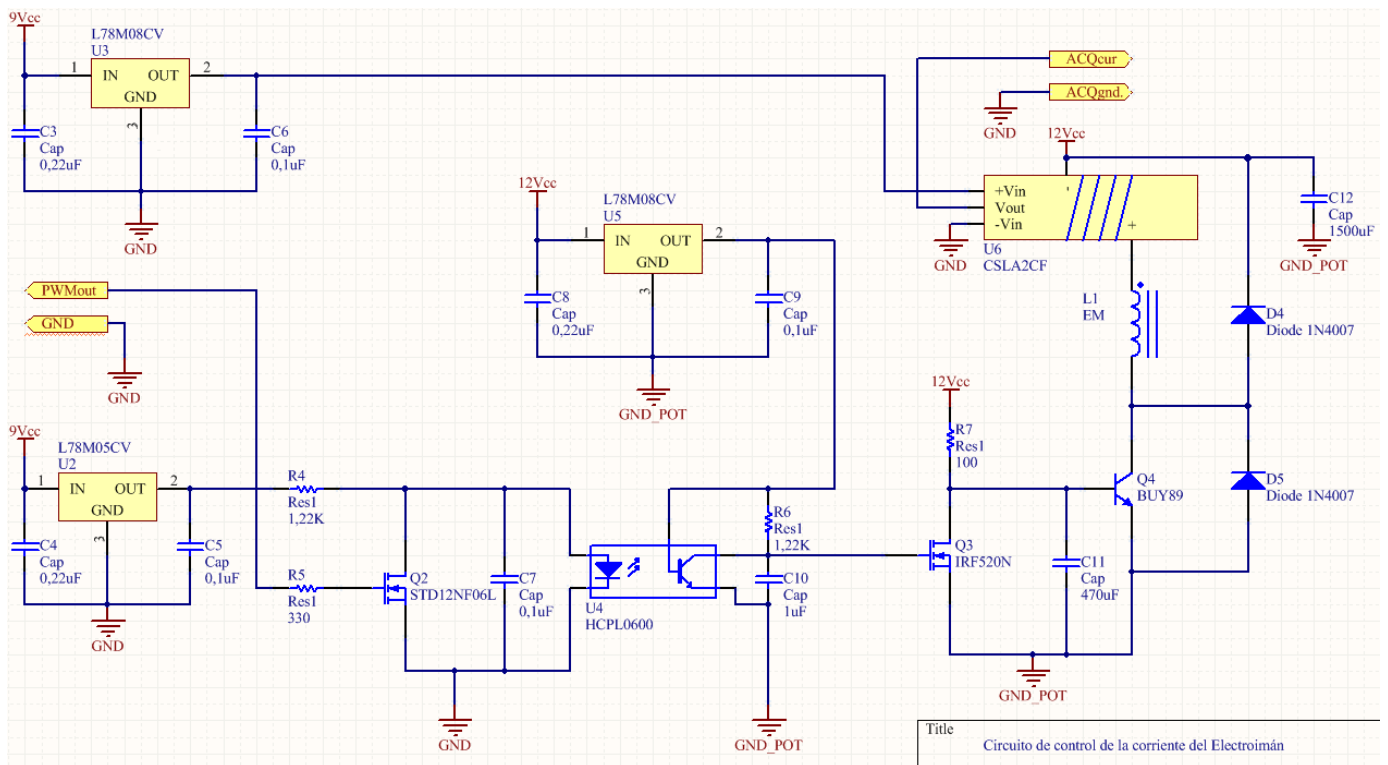 9Vcc
L78M08CV
U3
1 IN OUT 2
GND
3
C3
Cap
0,22uF
C6
Cap
0,1uF
GND
ACQcur
ACQgnd.
GND
12Vcc
+Vin
Vout
-Vin
'
+
GND
U6
CSLA2CF
C12
Cap
1500uF
GND_POT
12Vcc
L78M08CV
U5
1 IN OUT 2
GND
3
C8
Cap
0,22uF
C9
Cap
0,1uF
GND_POT
PWMout
GND
GND
L1
EM
D4
Diode 1N4007
9Vcc
L78M05CV
U2
1 IN OUT 2
GND
3
C4
Cap
0,22uF
C5
Cap
0,1uF
GND
R4
Res1
1,22K
R5
Res1
330
Q2
STD12NF06L
C7
Cap
0,1uF
GND
U4
HCPL0600
R6
Res1
1,22K
C10
Cap
1uF
GND_POT
12Vcc
R7
Res1
100
Q3
IRF520N
C11
Cap
470uF
Q4
BUY89
D5
Diode 1N4007
GND_POT
Title
Circuito de control de la corriente del Electroimán